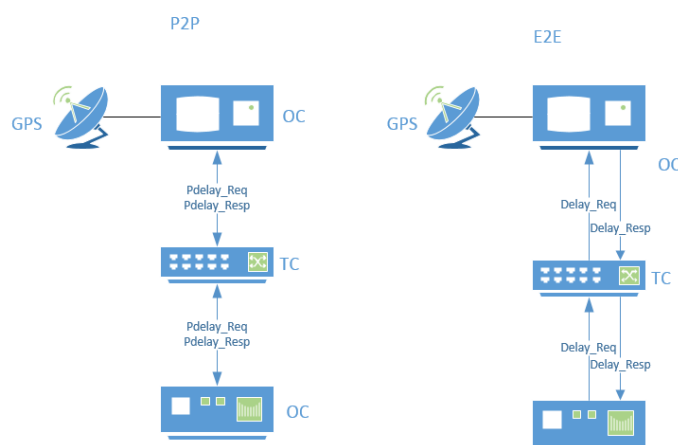 P2P
E2E
GPS
OC
GPS
OC
Pdelay_Req
Pdelay_Resp
Delay_Req
Delay_Resp
TC
TC
Pdelay_Req
Pdelay_Resp
Delay_Req
Delay_Resp
OC